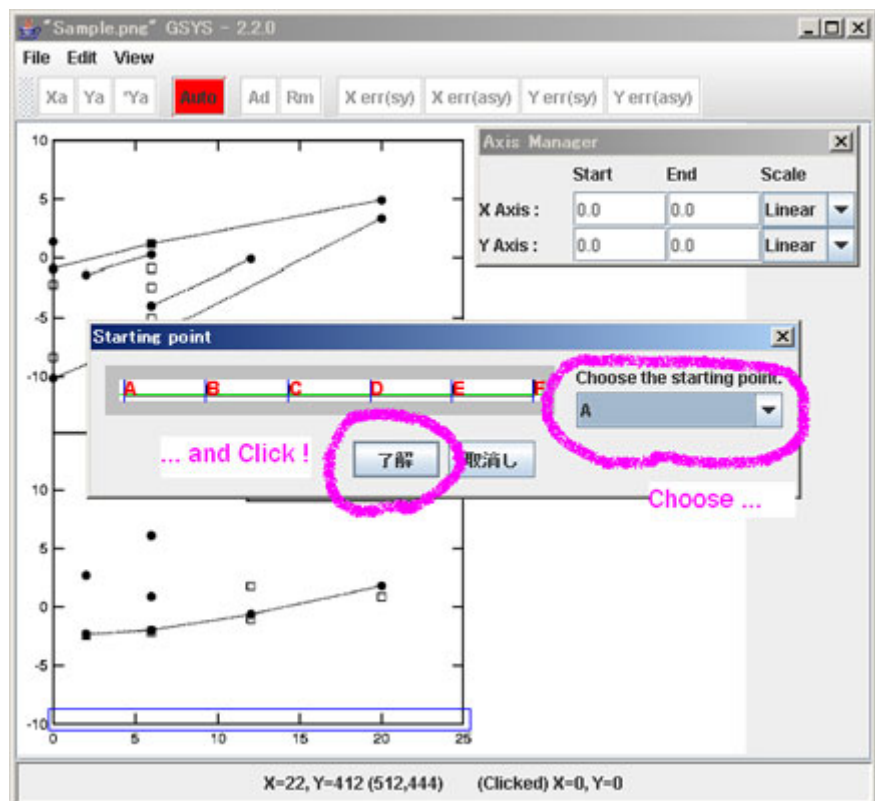 "Sample.png" GSYS - 2.2.0
File Edit View
Xa Ya 'Ya Auto Ad Rm X err(sy) X err(asy) Y err(sy) Y err(asy)
Axis Manager
Start End Scale
X Axis : 0.0 0.0 Linear
Y Axis : 0.0 0.0 Linear
10
5
0
-5
-10
Starting point
A B C D E F
Choose the starting point.
A
... and Click !
了解 取消し
Choose ...
10
5
0
-5
-10
0 5 10 15 20 25
X=22, Y=412 (512,444) (Clicked) X=0, Y=0